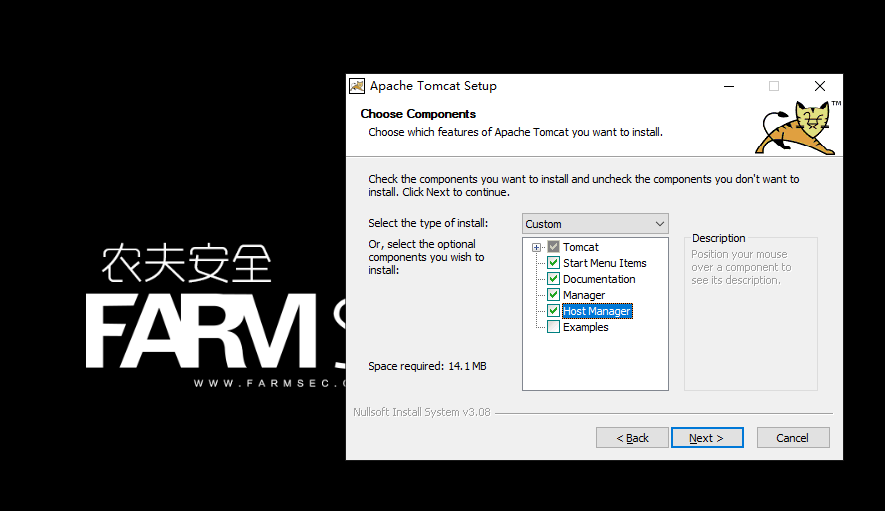 Apache Tomcat Setup
Choose Components
Choose which features of Apache Tomcat you want to install.
TM
Check the components you want to install and uncheck the components you don't want to
install. Click Next to continue.
Select the type of install:
Custom
Or, select the optional
components you wish to
install:
Tomcat
Start Menu Items
Documentation
Manager
Host Manager
Examples
Description
Position your mouse
over a component to
see its description.
Space required: 14.1 MB
Nullsoft Install System v3.08
< Back
Next >
Cancel
农夫安全
FARM S
WWW.FARMSEC.